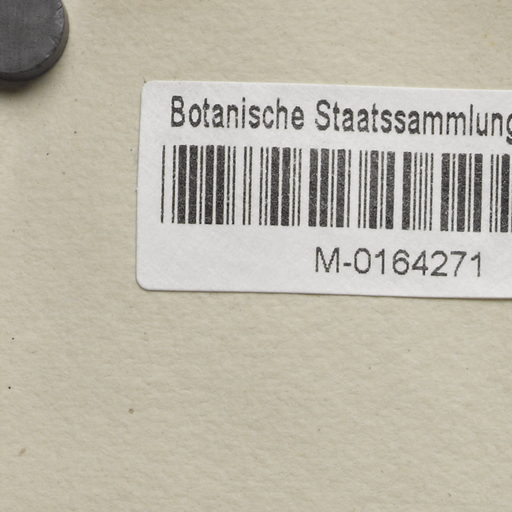 Botanische Staatssammlung
M-0164271